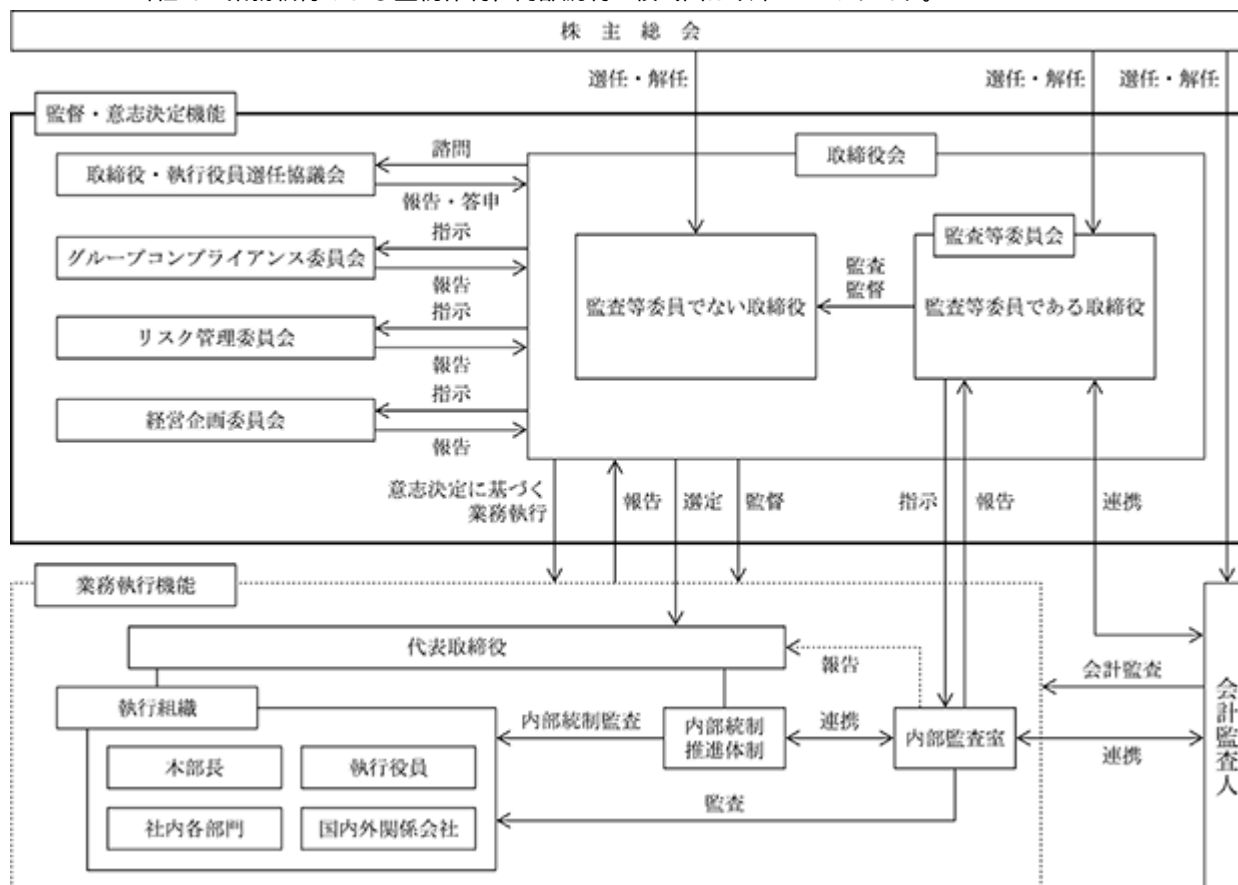 株主総会
選任・解任
選任・解任
選任・解任
監督・意志決定機能
取締役会
諮問
取締役・執行役員選任協議会
報告・答申
監査等委員会
指示
グループコンプライアンス委員会
報告
監査
監督
監査等委員でない取締役
監査等委員である取締役
指示
リスク管理委員会
報告
指示
経営企画委員会
報告
意志決定に基づく
業務執行
報告
選定
監督
指示
報告
連携
業務執行機能
代表取締役
報告
会計監査
執行組織
内部統制監査
内部統制
推進体制
連携
内部監査室
連携
会計監査人
本部長
執行役員
監査
社内各部門
国内外関係会社